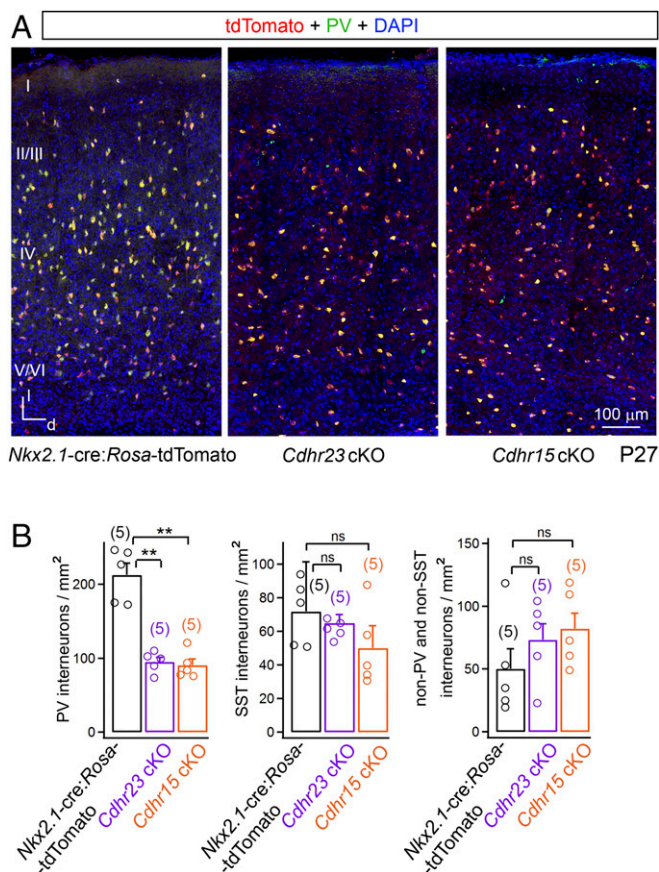 A
tdTomato + PV + DAPI
I
II/III
IV
V/VI
l
d
100 µm
Nkx2.1-cre:Rosa-tdTomato
Cdhr23 cKO
Cdhr15 cKO
P27
B
PV interneurons / mm²
200
100
0
(5)
(5)
(5)
**
**
Nkx2.1-cre:Rosa-
-tdTomato
Cdhr23 cKO
Cdhr15 cKO
SST interneurons / mm²
100
80
60
40
20
0
(5)
(5)
(5)
ns
ns
Nkx2.1-cre:Rosa-
-tdTomato
Cdhr23 cKO
Cdhr15 cKO
non-PV and non-SST
interneurons / mm²
150
100
50
0
(5)
(5)
(5)
ns
ns
Nkx2.1-cre:Rosa-
-tdTomato
Cdhr23 cKO
Cdhr15 cKO